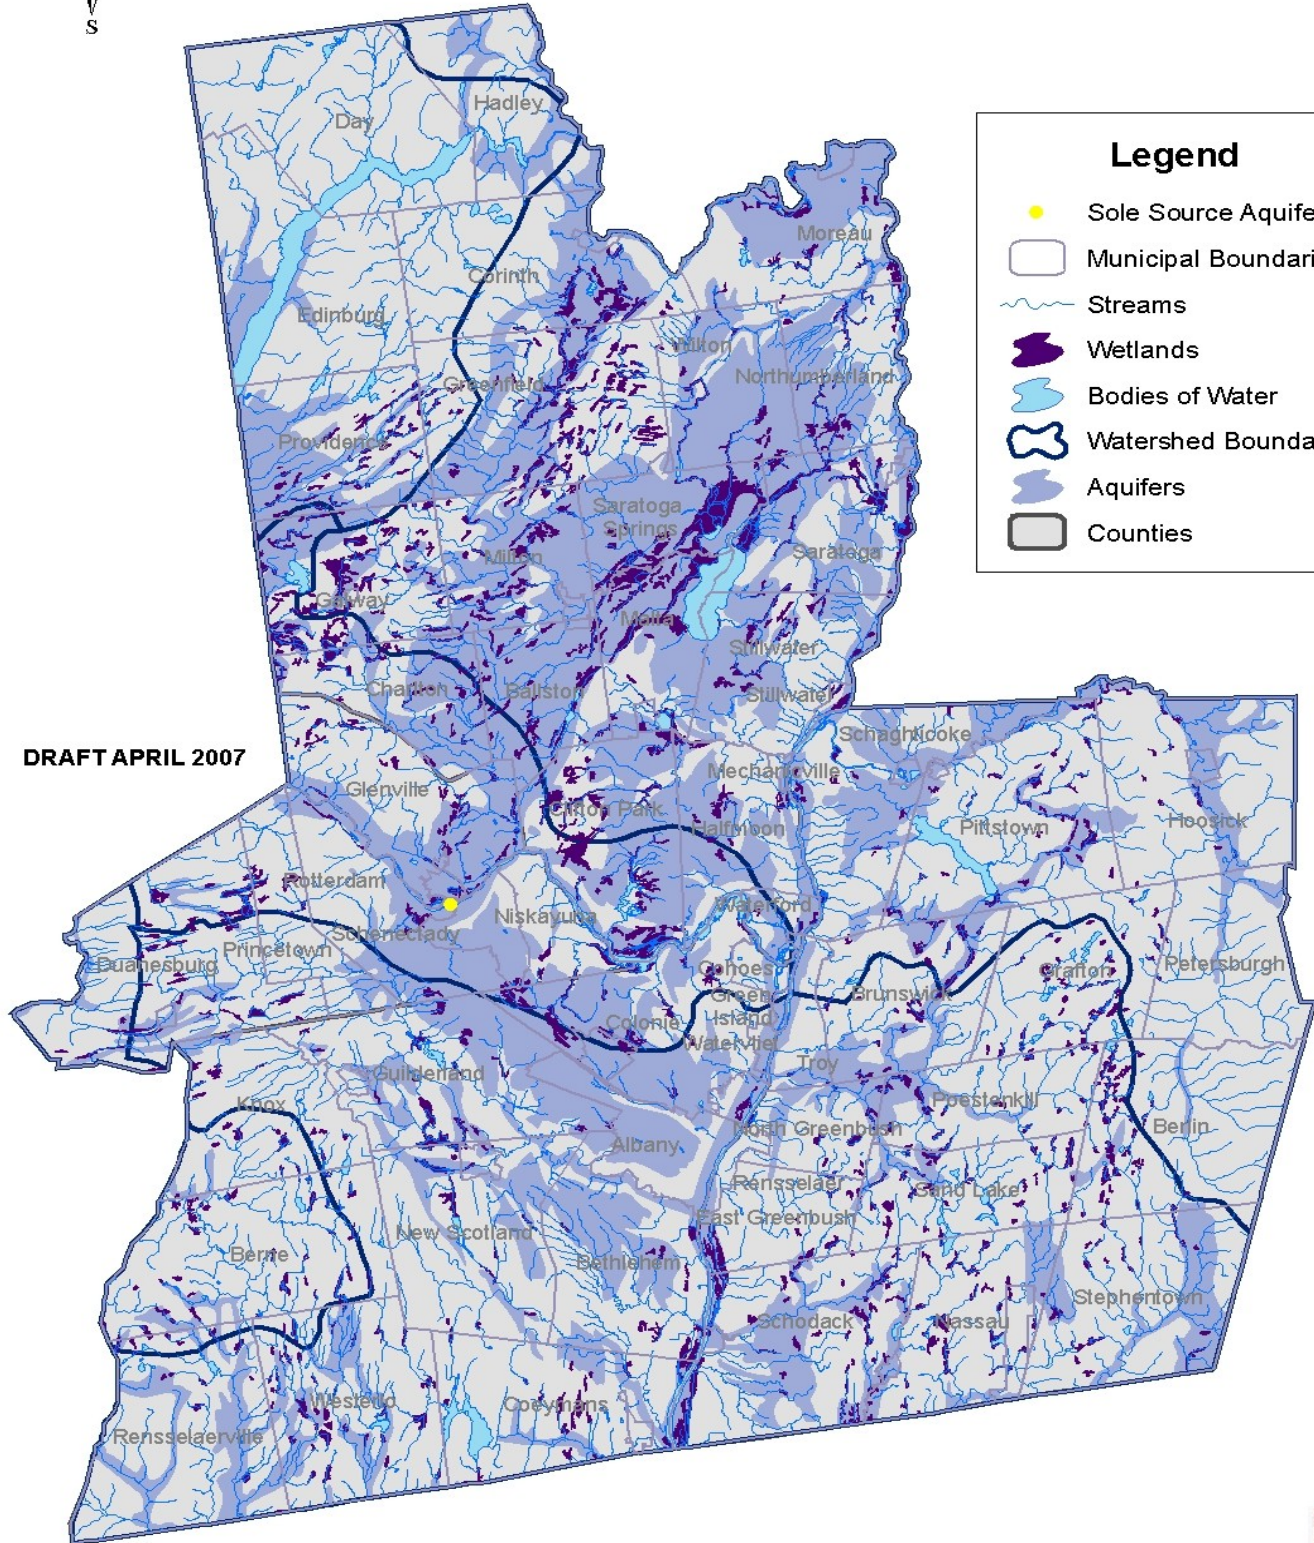 S
Hadley
Day
Legend
Sole Source Aquife
Municipal Boundari
Streams
Wetlands
Bodies of Water
Watershed Bounda
Aquifers
Counties
Moreau
Corinth
Edinburg
Wilton
Northumberland
Greenfield
Providence
Saratoga
Springs
Saratoga
Milton
Galway
Malta
Stillwater
Charlton
Ballston
Stillwater
Schaghticoke
DRAFT APRIL 2007
Mechanicville
Glenville
Clifton Park
Halfmoon
Pittstown
Hoosick
Rotterdam
Niskayuna
Waterford
Schenectady
Princetown
Duanesburg
Cohoes
Grafton
Petersburgh
Green
Island
Brunswick
Colonie
Watervliet
Troy
Guilderland
Knox
Poestenkill
North Greenbush
Berlin
Albany
Rensselaer
Sand Lake
East Greenbush
New Scotland
Berne
Bethlehem
Stephentown
Schodack
Nassau
Westerlo
Coeymans
Rensselaerville